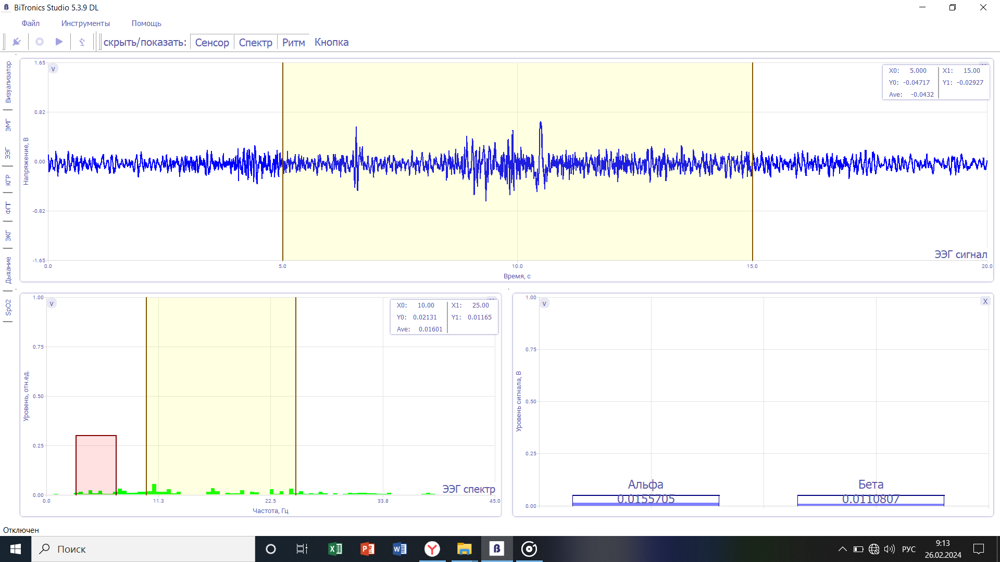 BiTronics Studio 5.3.9 DL
Файл Инструменты Помощь
скрыть/показать: Сенсор Спектр Ритм Кнопка
Визуализатор
ЭМГ
ЭЭГ
КГР
ФПГ
ЭКГ
Дыхание
SpO2
v
1.65
0.82
0.00
-0.82
-1.65
Напряжение, В
X0: 5.000 X1: 15.00
Y0: -0.04717 Y1: -0.02927
Ave: -0.0432
ЭЭГ сигнал
0.0 5.0 10.0 15.0 20.0
Время, с
v
1.00
0.75
0.50
0.25
0.00
Уровень, отн.ед.
X0: 10.00 X1: 25.00
Y0: 0.02131 Y1: 0.01165
Ave: 0.01601
ЭЭГ спектр
0.0 11.3 22.5 33.8 45.0
Частота, Гц
v X
1.00
0.75
0.50
0.25
0.00
Уровень сигнала, В
Альфа Бета
0.0155705 0.0110807
Отключен
Поиск
РУС
9:13
26.02.2024